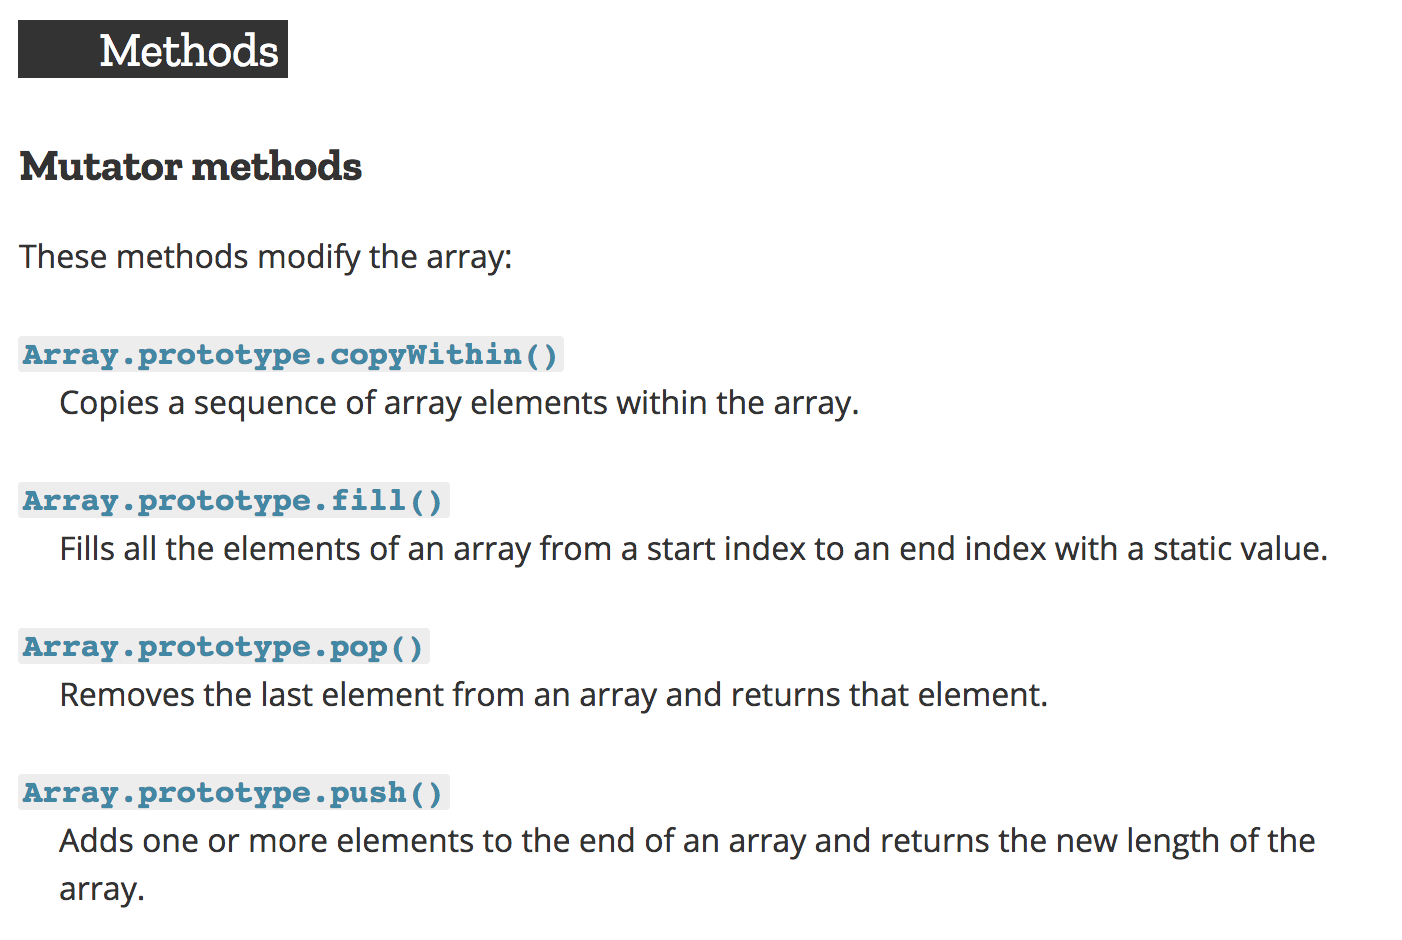 Methods
Mutator methods
These methods modify the array:
Array.prototype.copyWithin()
Copies a sequence of array elements within the array.
Array.prototype.fill()
Fills all the elements of an array from a start index to an end index with a static value.
Array.prototype.pop()
Removes the last element from an array and returns that element.
Array.prototype.push()
Adds one or more elements to the end of an array and returns the new length of the
array.